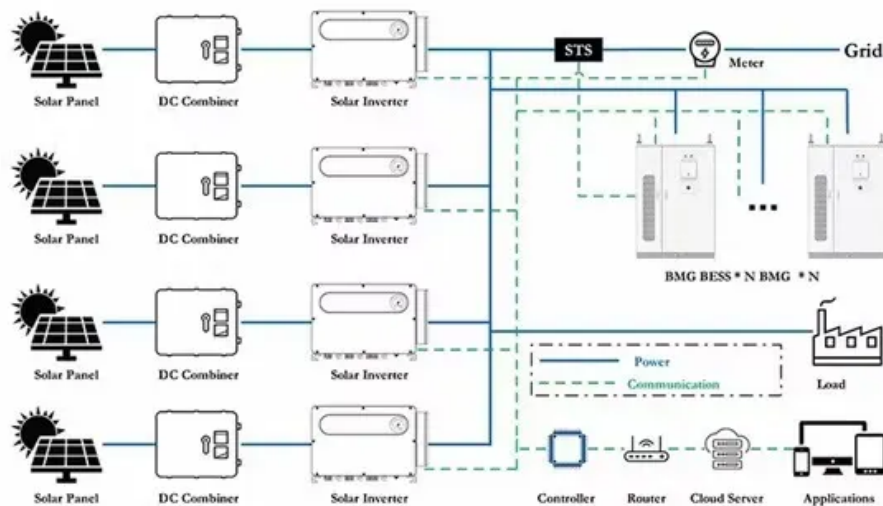 STS
Grid
Meter
Solar Panel
DC Combiner
Solar Inverter
Solar Panel
DC Combiner
Solar Inverter
BMG BESS * N BMG * N
Solar Panel
DC Combiner
Solar Inverter
Power
Communication
Load
Solar Panel
DC Combiner
Solar Inverter
Controller
Router
Cloud Server
Applications